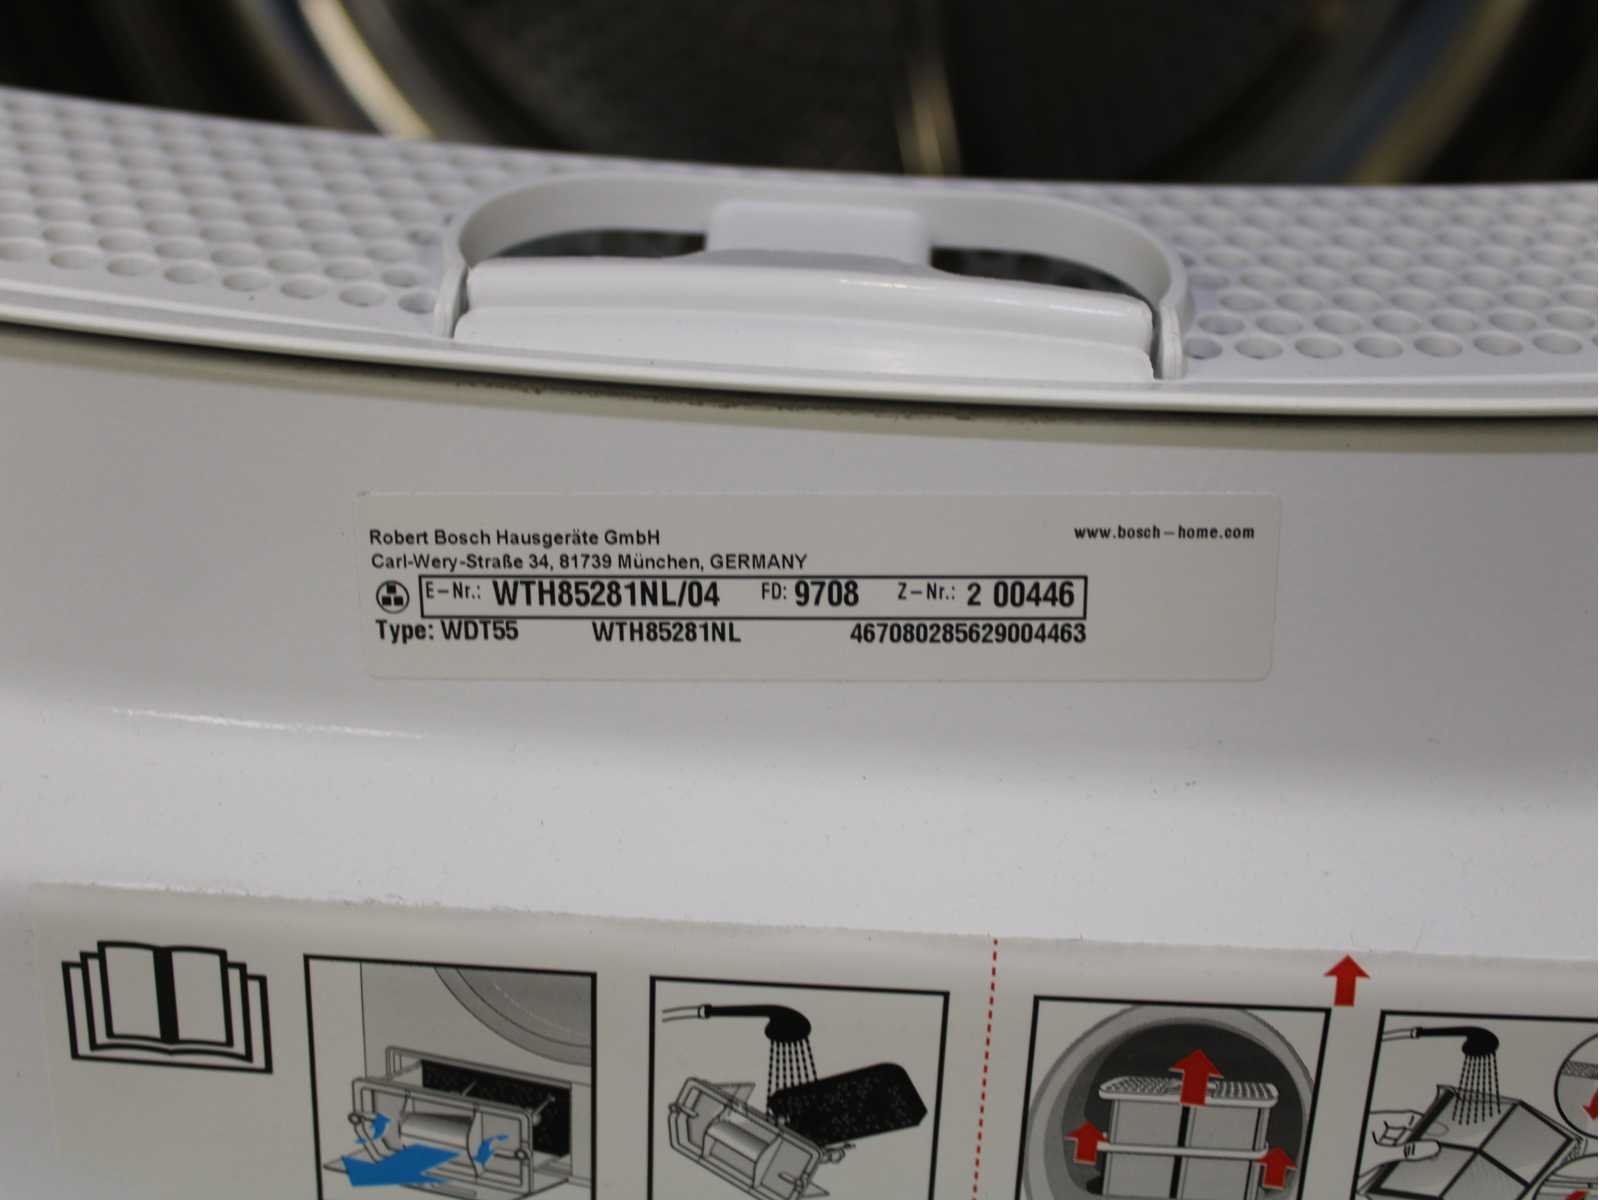 Robert Bosch Hausgeräte GmbH
www.bosch-home.com
Carl-Wery-Straße 34, 81739 München, GERMANY
E-Nr.: WTH85281NL/04 FD: 9708 Z-Nr.: 2 00446
Type: WDT55 WTH85281NL 467080285629004463